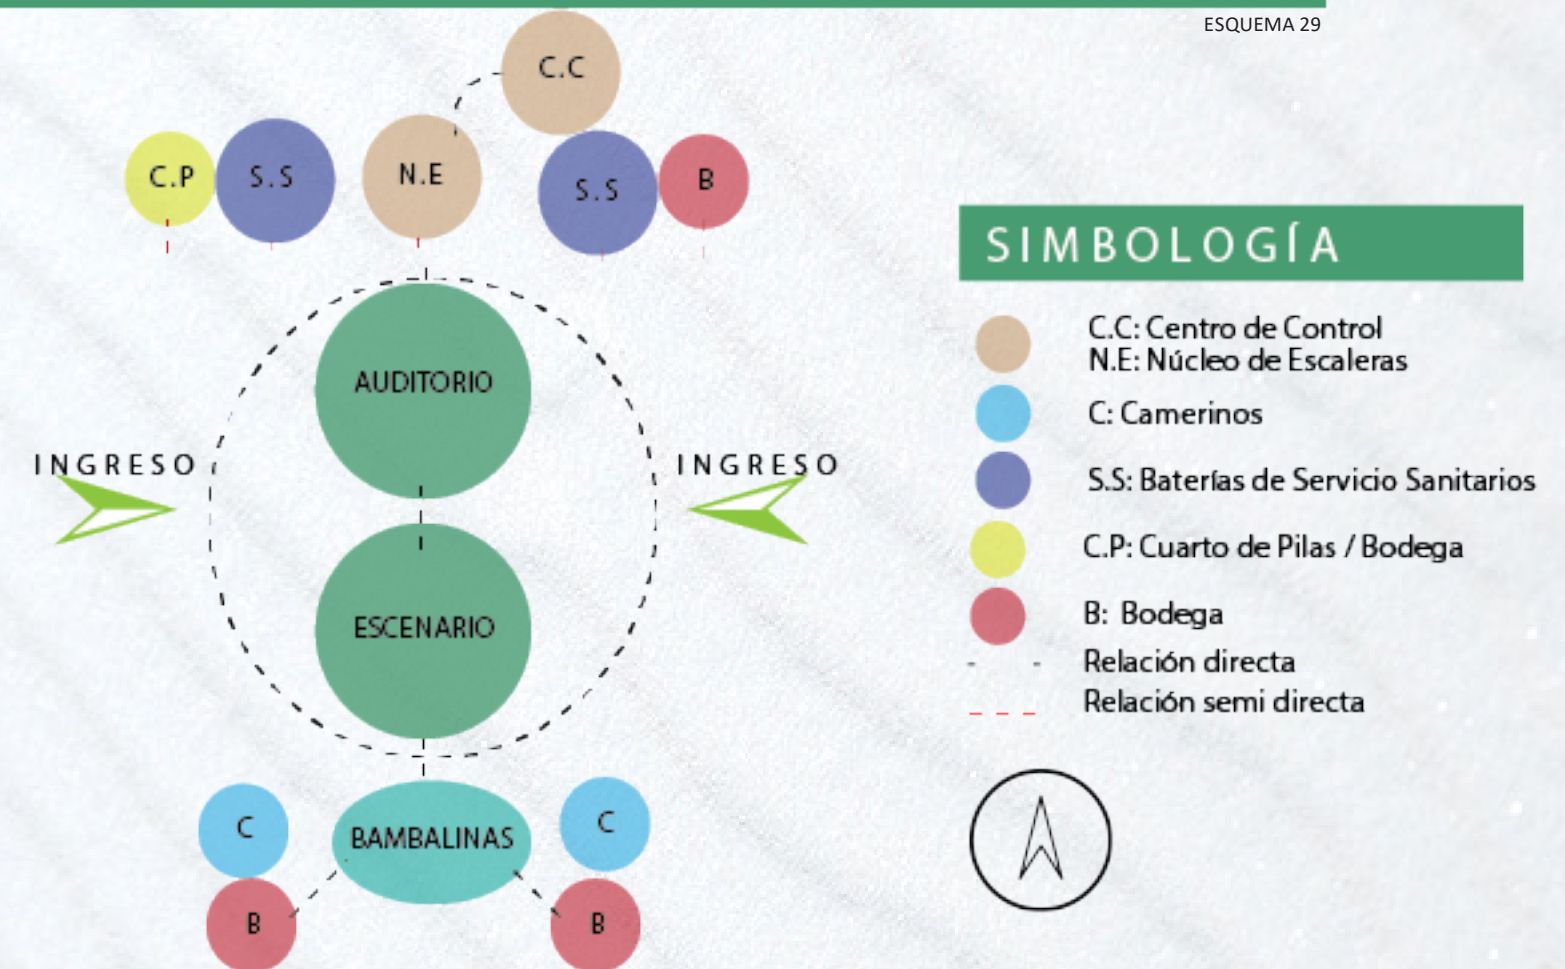 ESQUEMA 29
C.C
C.P
S.S
N.E
S.S
B
AUDITORIO
INGRESO
INGRESO
ESCENARIO
C
BAMBALINAS
C
B
B
SIMBOLOGÍA
C.C: Centro de Control
N.E: Núcleo de Escaleras
C: Camerinos
S.S: Baterías de Servicio Sanitarios
C.P: Cuarto de Pilas / Bodega
B: Bodega
Relación directa
Relación semi directa